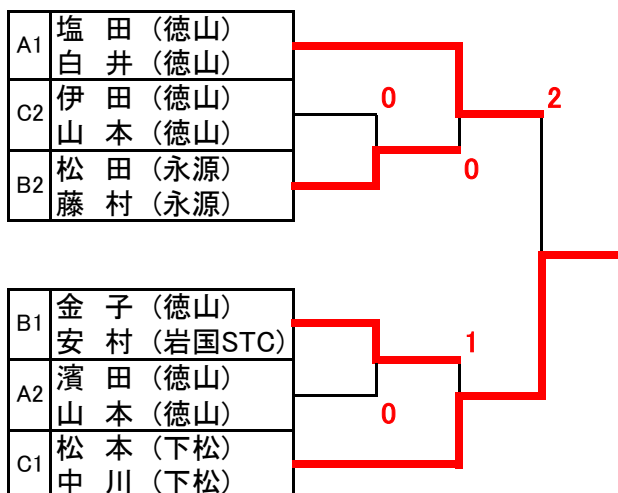 A1 塩 田 (徳山)
白 井 (徳山)
C2 伊 田 (徳山) 0 2
山 本 (徳山)
B2 松 田 (永源) 0
藤 村 (永源)
B1 金 子 (徳山)
安 村 (岩国STC) 1
A2 濱 田 (徳山)
山 本 (徳山) 0
C1 松 本 (下松)
中 川 (下松)